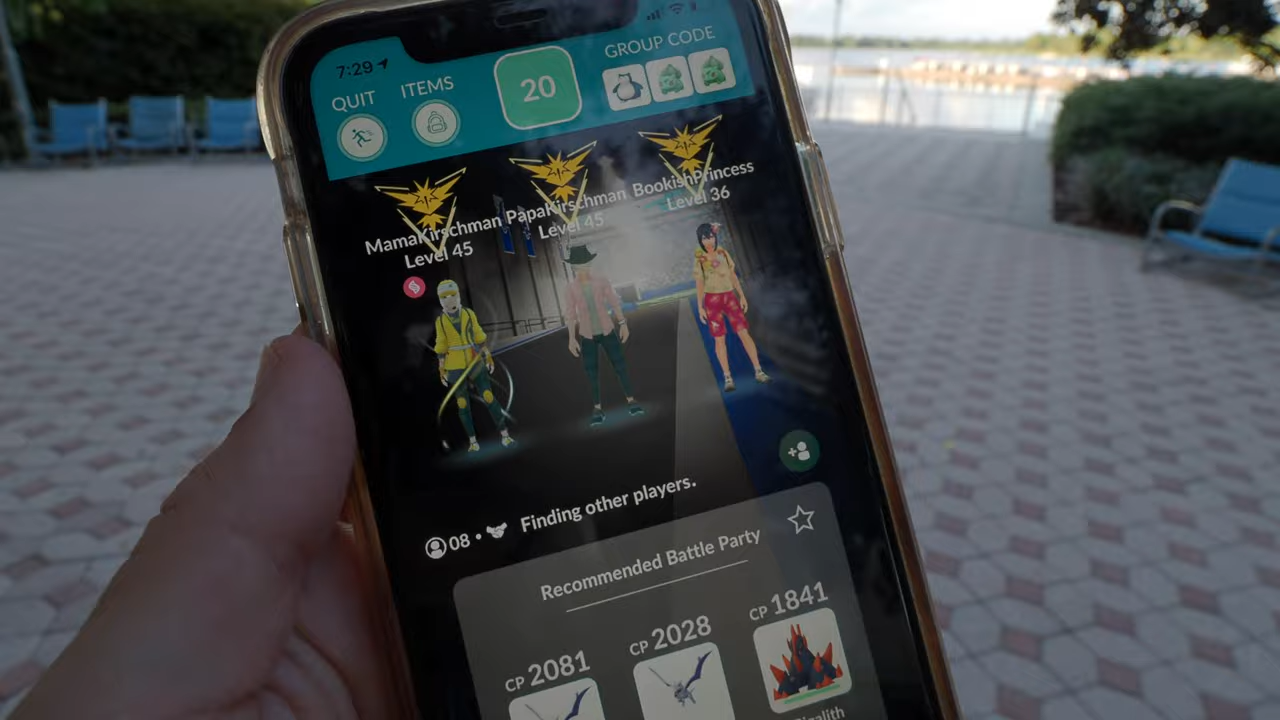 7:29
QUIT
ITEMS
20
GROUP CODE
MamaKirschman
Level 45
PapaKirschman
Level 45
BookishPrincess
Level 36
08 • Finding other players.
Recommended Battle Party
CP 2081
CP 2028
CP 1841